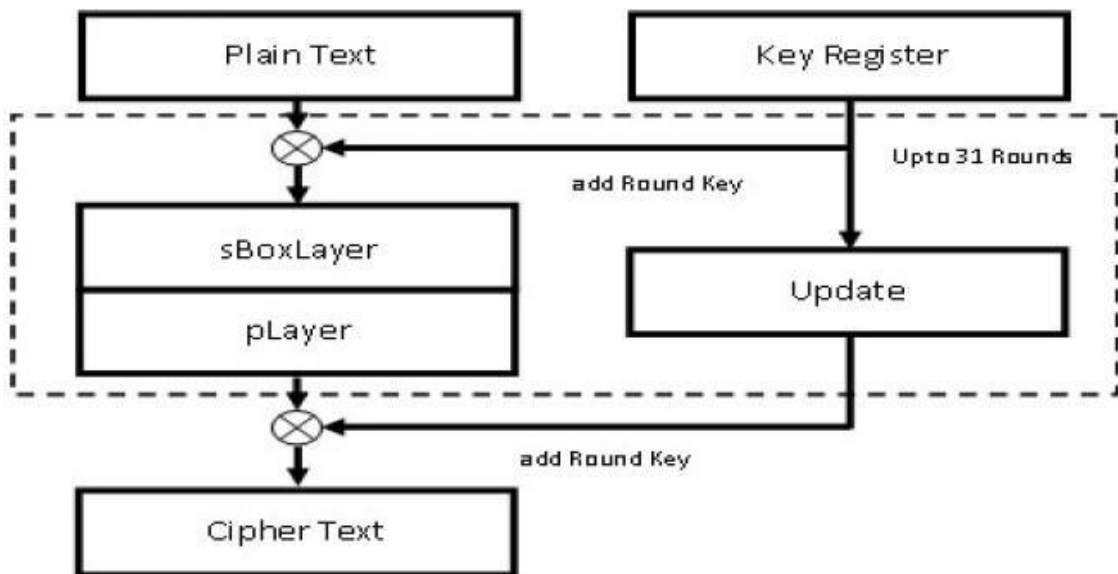 Plain Text
Key Register
Upto 31 Rounds
add Round Key
sBoxLayer
Update
pLayer
add Round Key
Cipher Text